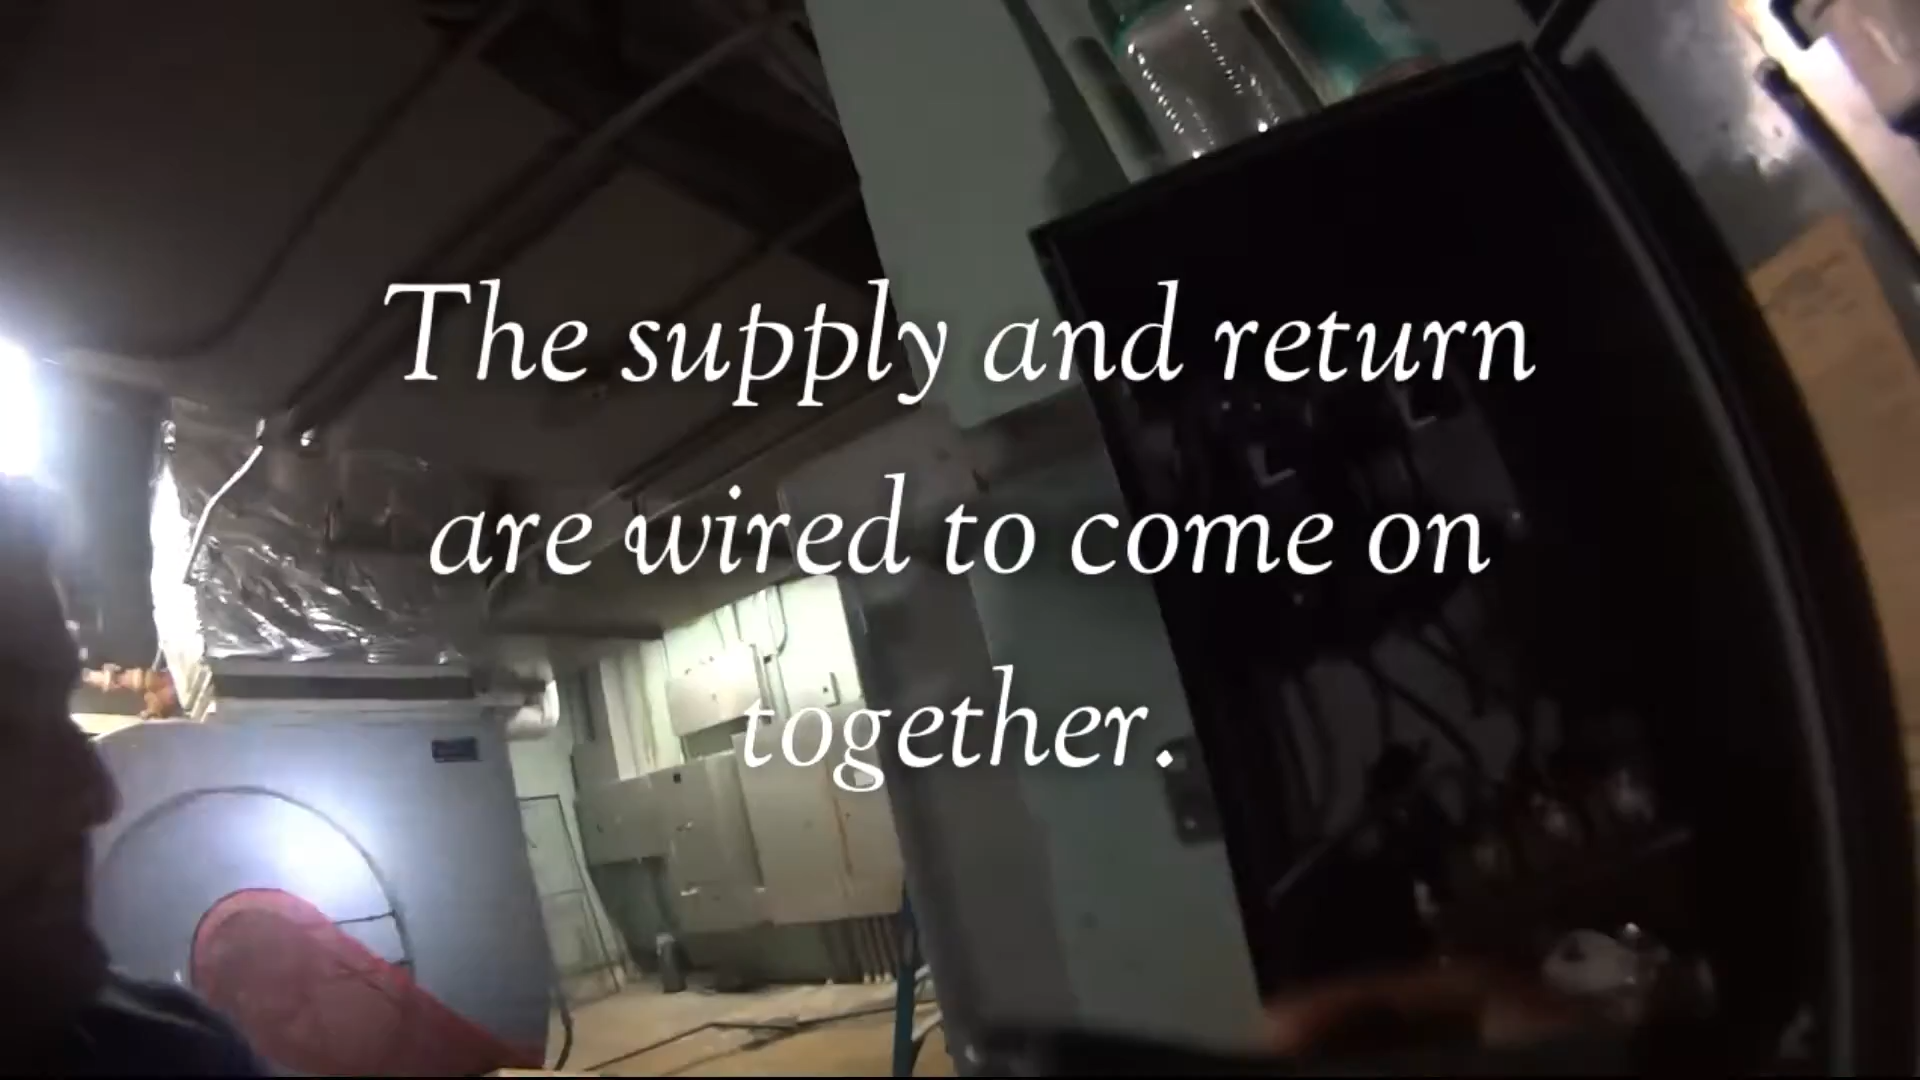 The supply and return
are wired to come on
together.